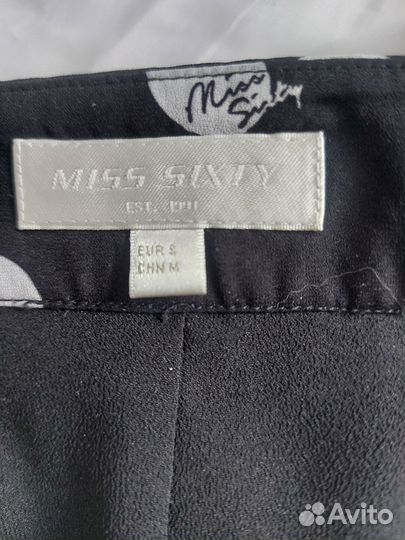 Miss
Sixty
MISS SIXTY
EST. 1991
EUR S
CHN M
Avito